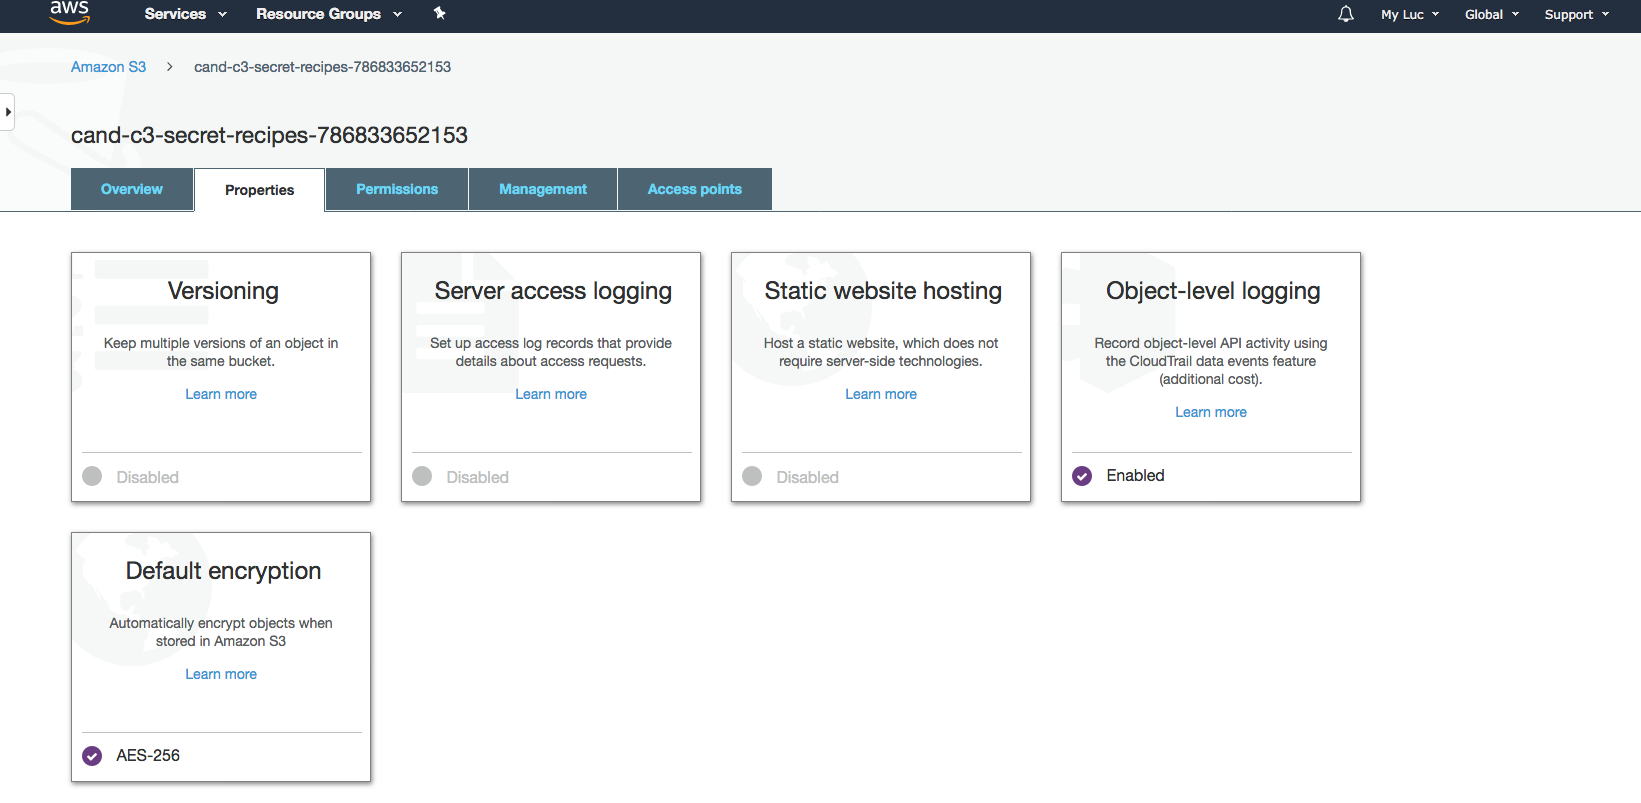 aws Services Resource Groups My Luc Global Support
Amazon S3 > cand-c3-secret-recipes-786833652153
cand-c3-secret-recipes-786833652153
Overview Properties Permissions Management Access points
Versioning
Keep multiple versions of an object in
the same bucket.
Learn more
Disabled
Server access logging
Set up access log records that provide
details about access requests.
Learn more
Disabled
Static website hosting
Host a static website, which does not
require server-side technologies.
Learn more
Disabled
Object-level logging
Record object-level API activity using
the CloudTrail data events feature
(additional cost).
Learn more
Enabled
Default encryption
Automatically encrypt objects when
stored in Amazon S3
Learn more
AES-256